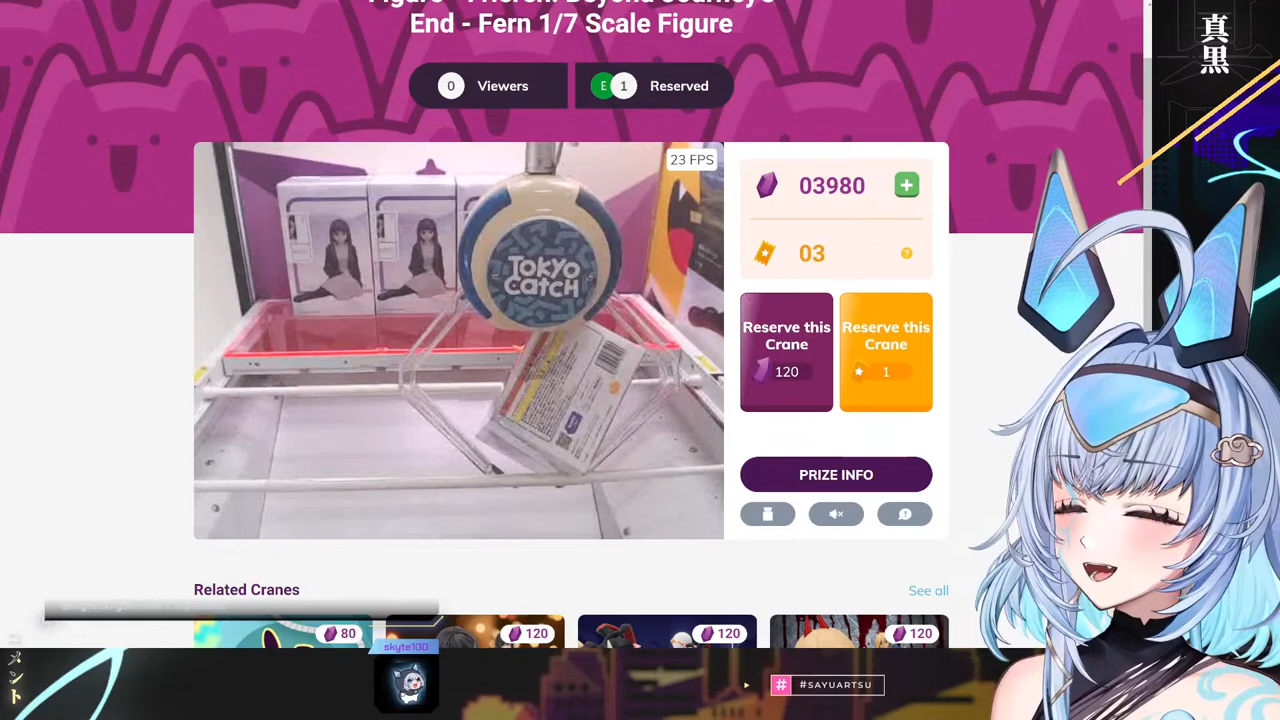 End - Fern 1/7 Scale Figure
0 Viewers
E 1 Reserved
23 FPS
TOKYO
CATCH
03980
03
Reserve this
Crane
120
Reserve this
Crane
1
PRIZE INFO
Related Cranes
See all
80
120
120
120
skyte100
#
#SAYUARTSU
真黒